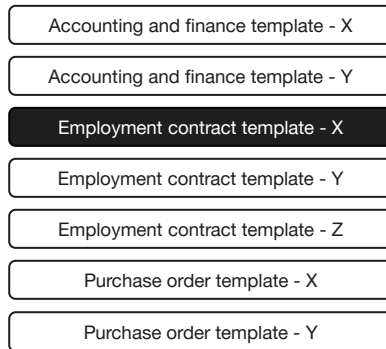 Accounting and finance template - X
Accounting and finance template - Y
Employment contract template - X
Employment contract template - Y
Employment contract template - Z
Purchase order template - X
Purchase order template - Y